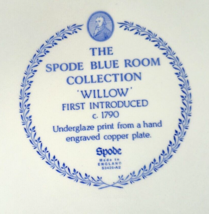 THE
SPODE BLUE ROOM
COLLECTION
'WILLOW'
FIRST INTRODUCED
c. 1790
Underglaze print from a hand
engraved copper plate.
Spode
MADE IN
ENGLAND